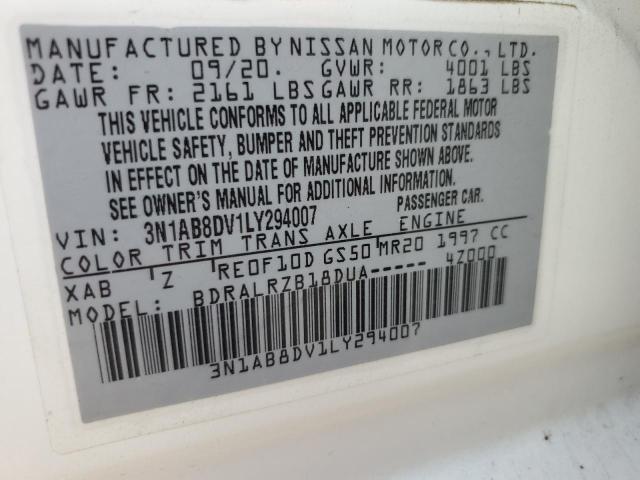 MANUFACTURED BY NISSAN MOTOR CO., LTD.
DATE: 09/20. GVWR: 4001 LBS
GAWR FR: 2161 LBS GAWR RR: 1863 LBS
THIS VEHICLE CONFORMS TO ALL APPLICABLE FEDERAL MOTOR
VEHICLE SAFETY, BUMPER AND THEFT PREVENTION STANDARDS
IN EFFECT ON THE DATE OF MANUFACTURE SHOWN ABOVE.
SEE OWNER'S MANUAL FOR ADDITIONAL INFORMATION.
VIN: 3N1AB8DV1LY294007 PASSENGER CAR.
COLOR TRIM TRANS AXLE ENGINE
XAB Z RE0F10D GS50 MR20 1997 CC
MODEL: BDRALRZB18DUA----- 4Z000
3N1AB8DV1LY294007